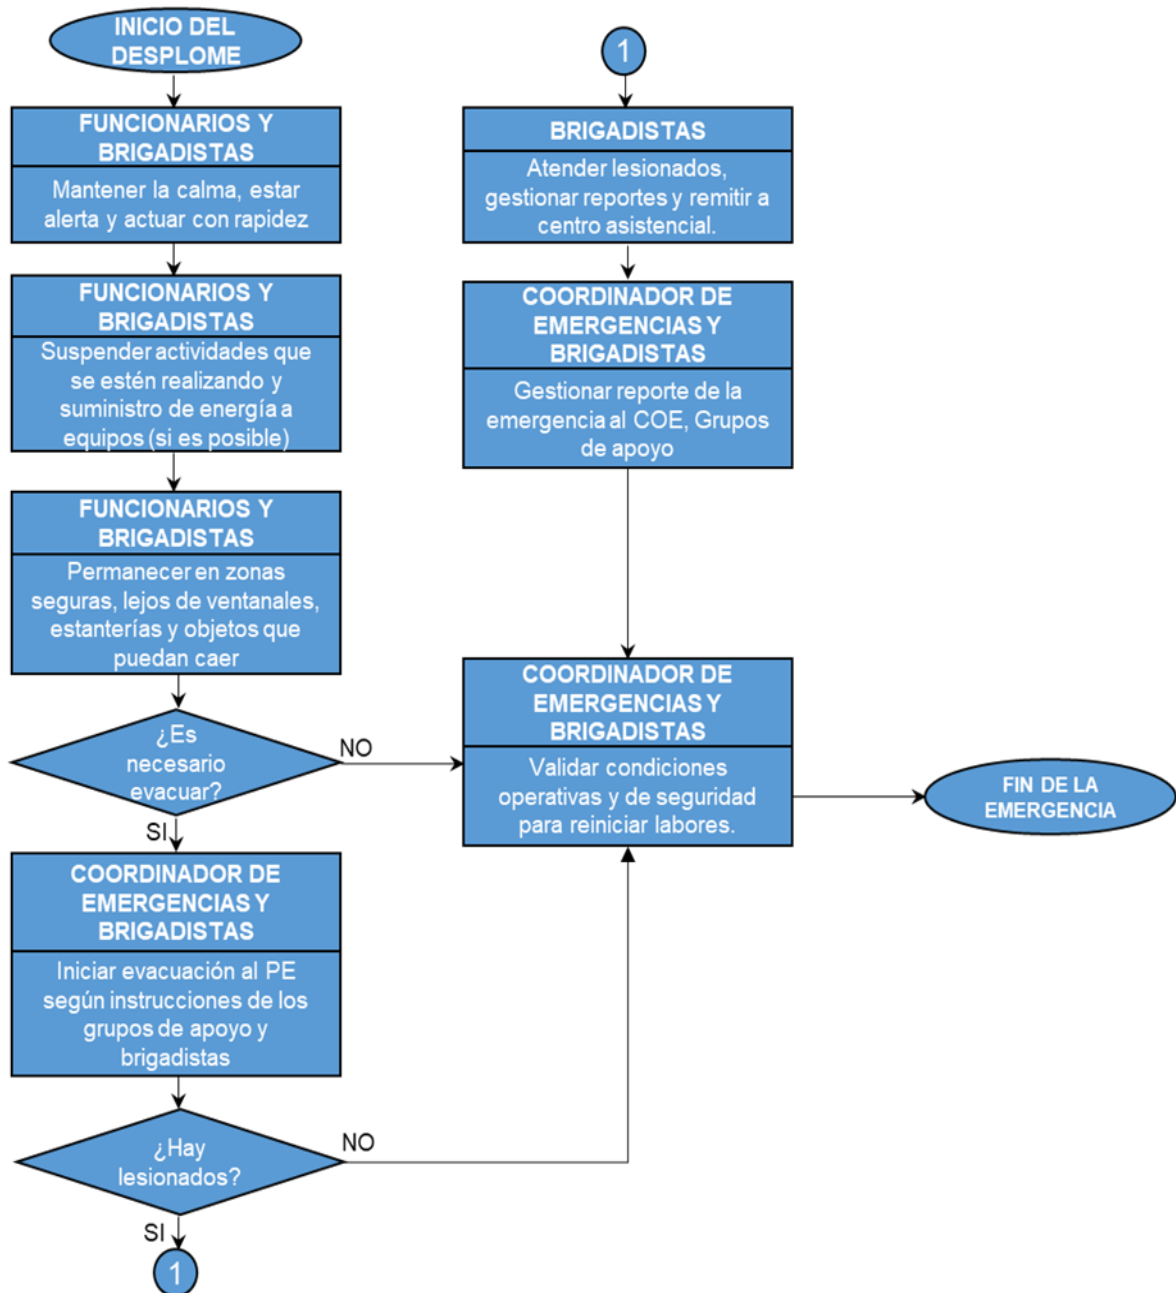 INICIO DEL
DESPLOME
FUNCIONARIOS Y
BRIGADISTAS
Mantener la calma, estar
alerta y actuar con rapidez
FUNCIONARIOS Y
BRIGADISTAS
Suspender actividades que
se estén realizando y
suministro de energía a
equipos (si es posible)
FUNCIONARIOS Y
BRIGADISTAS
Permanecer en zonas
seguras, lejos de ventanales,
estanterías y objetos que
puedan caer
¿Es
necesario
evacuar?
NO
SI
COORDINADOR DE
EMERGENCIAS Y
BRIGADISTAS
Iniciar evacuación al PE
según instrucciones de los
grupos de apoyo y
brigadistas
¿Hay
lesionados?
NO
SI
1
1
BRIGADISTAS
Atender lesionados,
gestionar reportes y remitir a
centro asistencial.
COORDINADOR DE
EMERGENCIAS Y
BRIGADISTAS
Gestionar reporte de la
emergencia al COE, Grupos
de apoyo
COORDINADOR DE
EMERGENCIAS Y
BRIGADISTAS
Validar condiciones
operativas y de seguridad
para reiniciar labores.
FIN DE LA
EMERGENCIA